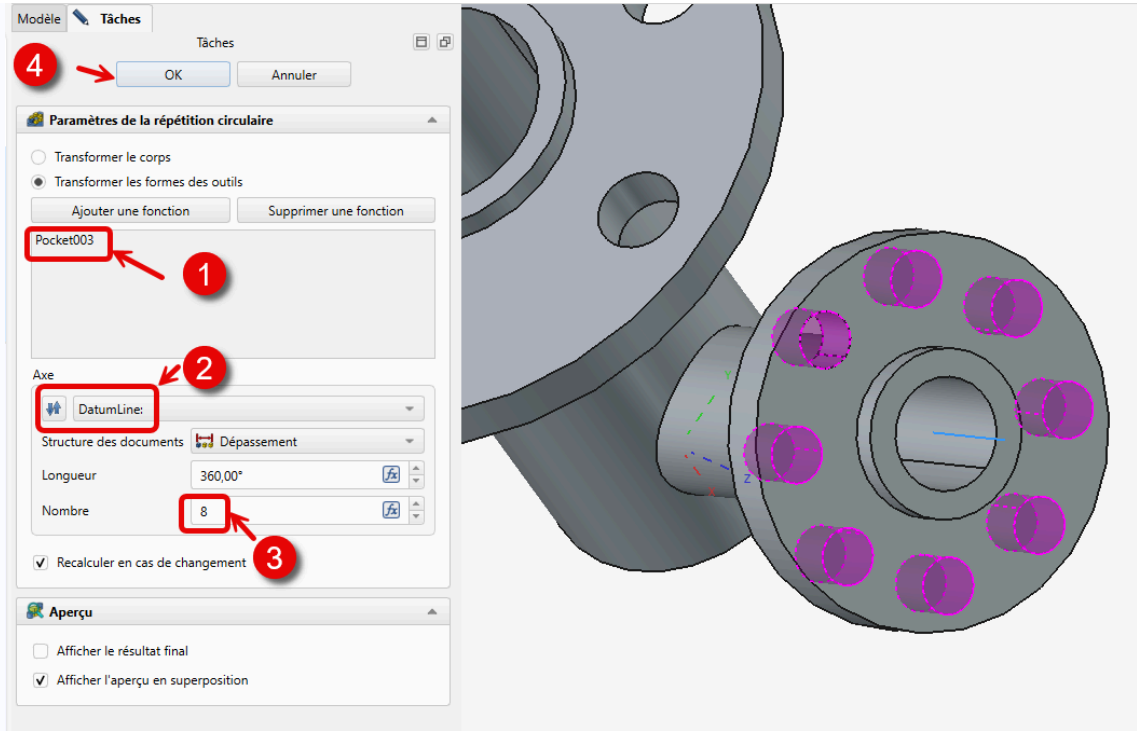 Modèle Tâches
Tâches
4 OK Annuler
Paramètres de la répétition circulaire
Transformer le corps
Transformer les formes des outils
Ajouter une fonction Supprimer une fonction
Pocket003
1
Axe
2
DatumLine:
Structure des documents Dépassement
Longueur 360,00° fx
Nombre 8 fx
3
Recalculer en cas de changement
Aperçu
Afficher le résultat final
Afficher l'aperçu en superposition
Y
Z
X